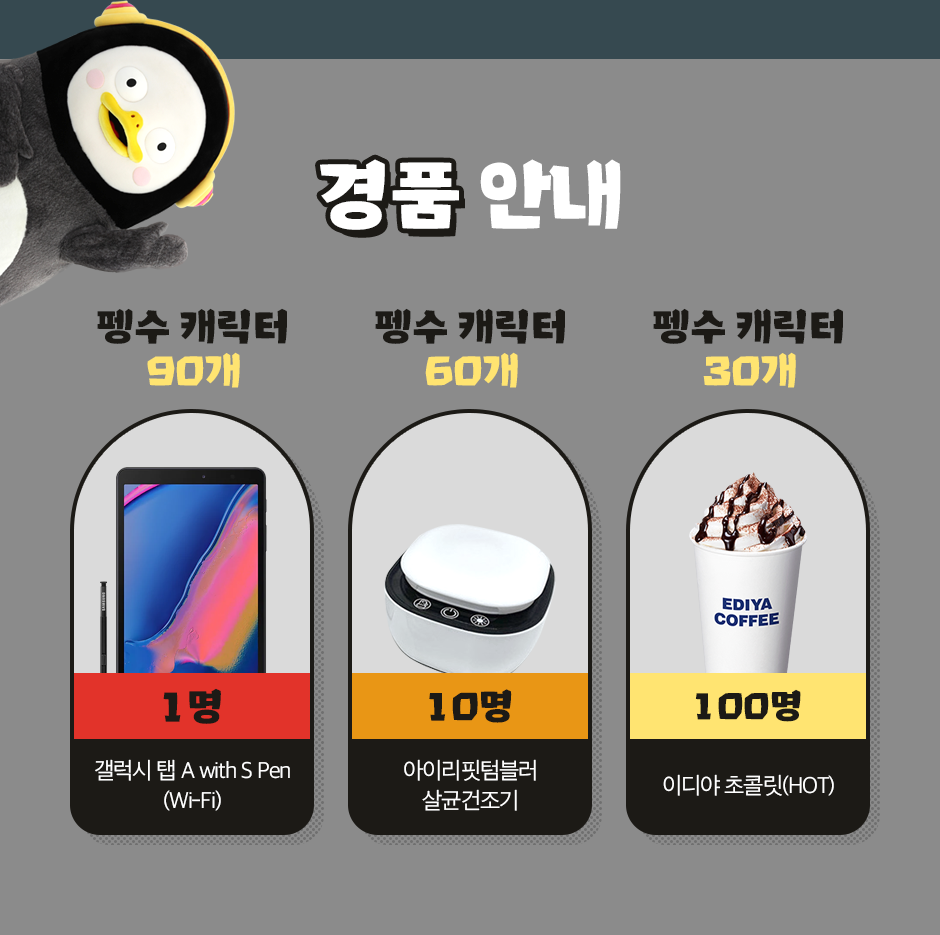 경품 안내
펭수 캐릭터
90개
펭수 캐릭터
60개
펭수 캐릭터
30개
1명
갤럭시 탭 A with S Pen
(Wi-Fi)
10명
아이리핏텀블러
살균건조기
EDIYA
COFFEE
100명
이디야 초콜릿(HOT)